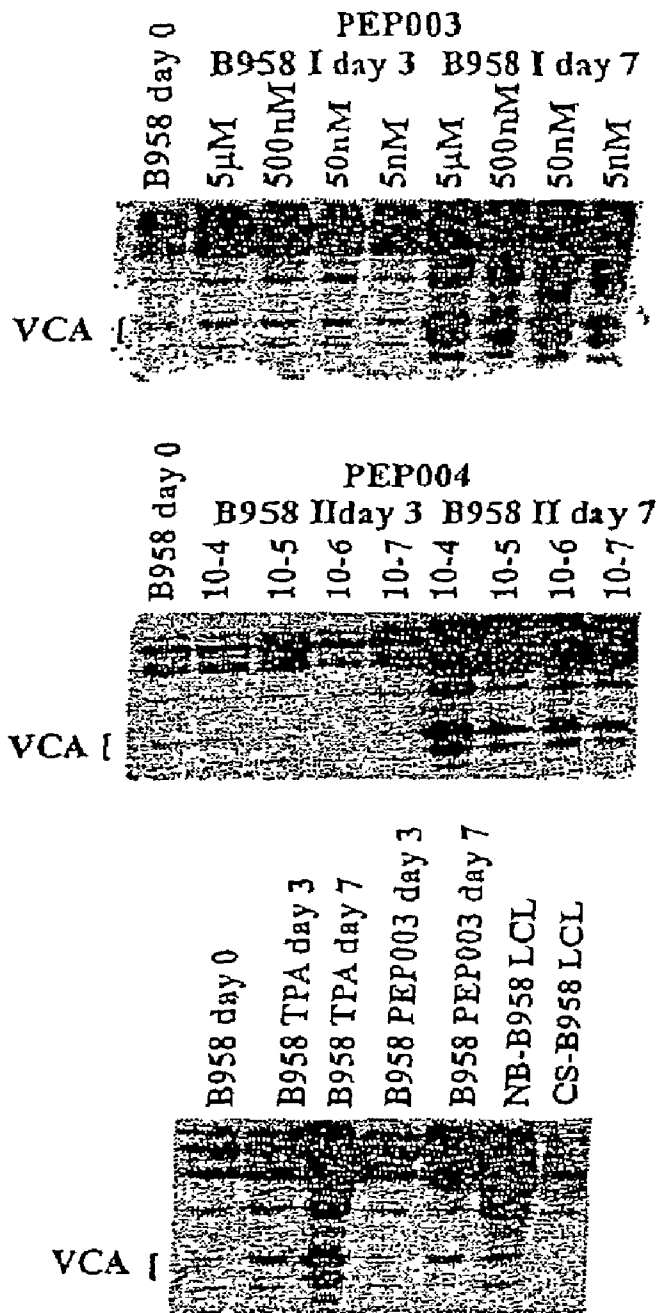 PEP003
B958 I day 3 B958 I day 7
B958 day 0
5μM
500nM
50nM
5nM
5μM
500nM
50nM
5nM
VCA [
PEP004
B958 IIday 3 B958 II day 7
B958 day 0
10-4
10-5
10-6
10-7
10-4
10-5
10-6
10-7
VCA [
B958 day 0
B958 TPA day 3
B958 TPA day 7
B958 PEP003 day 3
B958 PEP003 day 7
NB-B958 LCL
CS-B958 LCL
VCA [